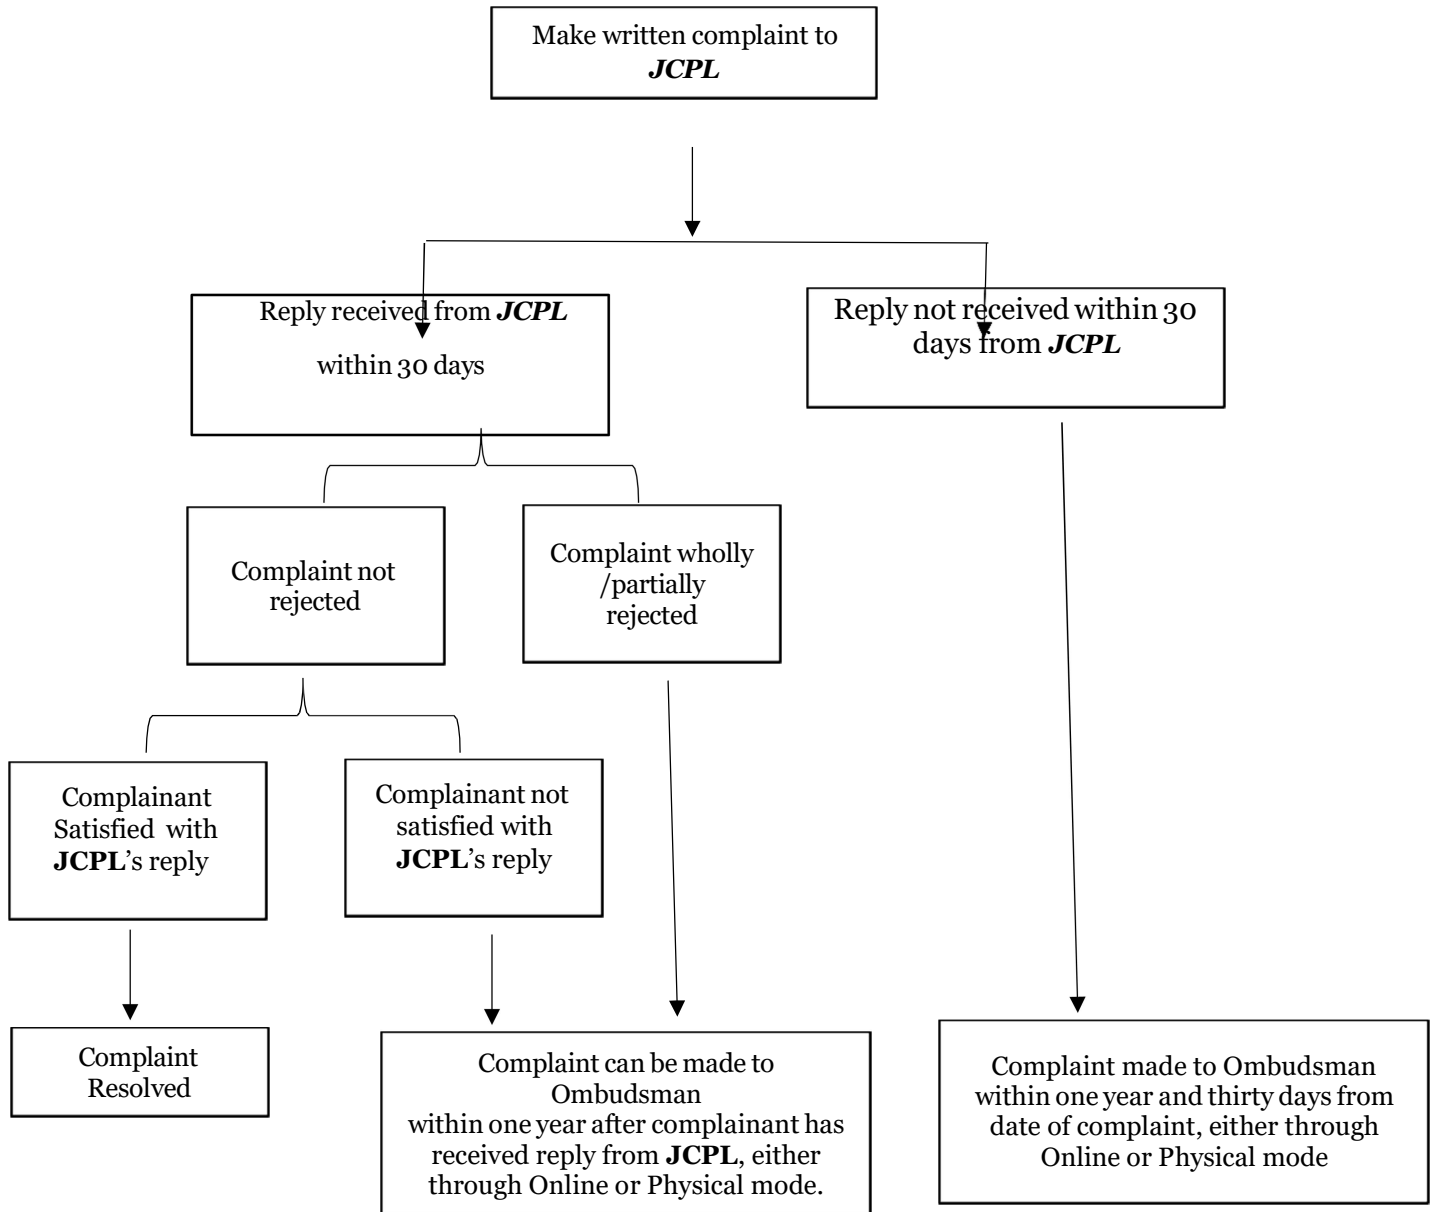 Make written complaint to
JCPL
Reply received from JCPL
within 30 days
Reply not received within 30
days from JCPL
Complaint not
rejected
Complaint wholly
/partially
rejected
Complainant
Satisfied with
JCPL's reply
Complainant not
satisfied with
JCPL's reply
Complaint
Resolved
Complaint can be made to
Ombudsman
within one year after complainant has
received reply from JCPL, either
through Online or Physical mode.
Complaint made to Ombudsman
within one year and thirty days from
date of complaint, either through
Online or Physical mode